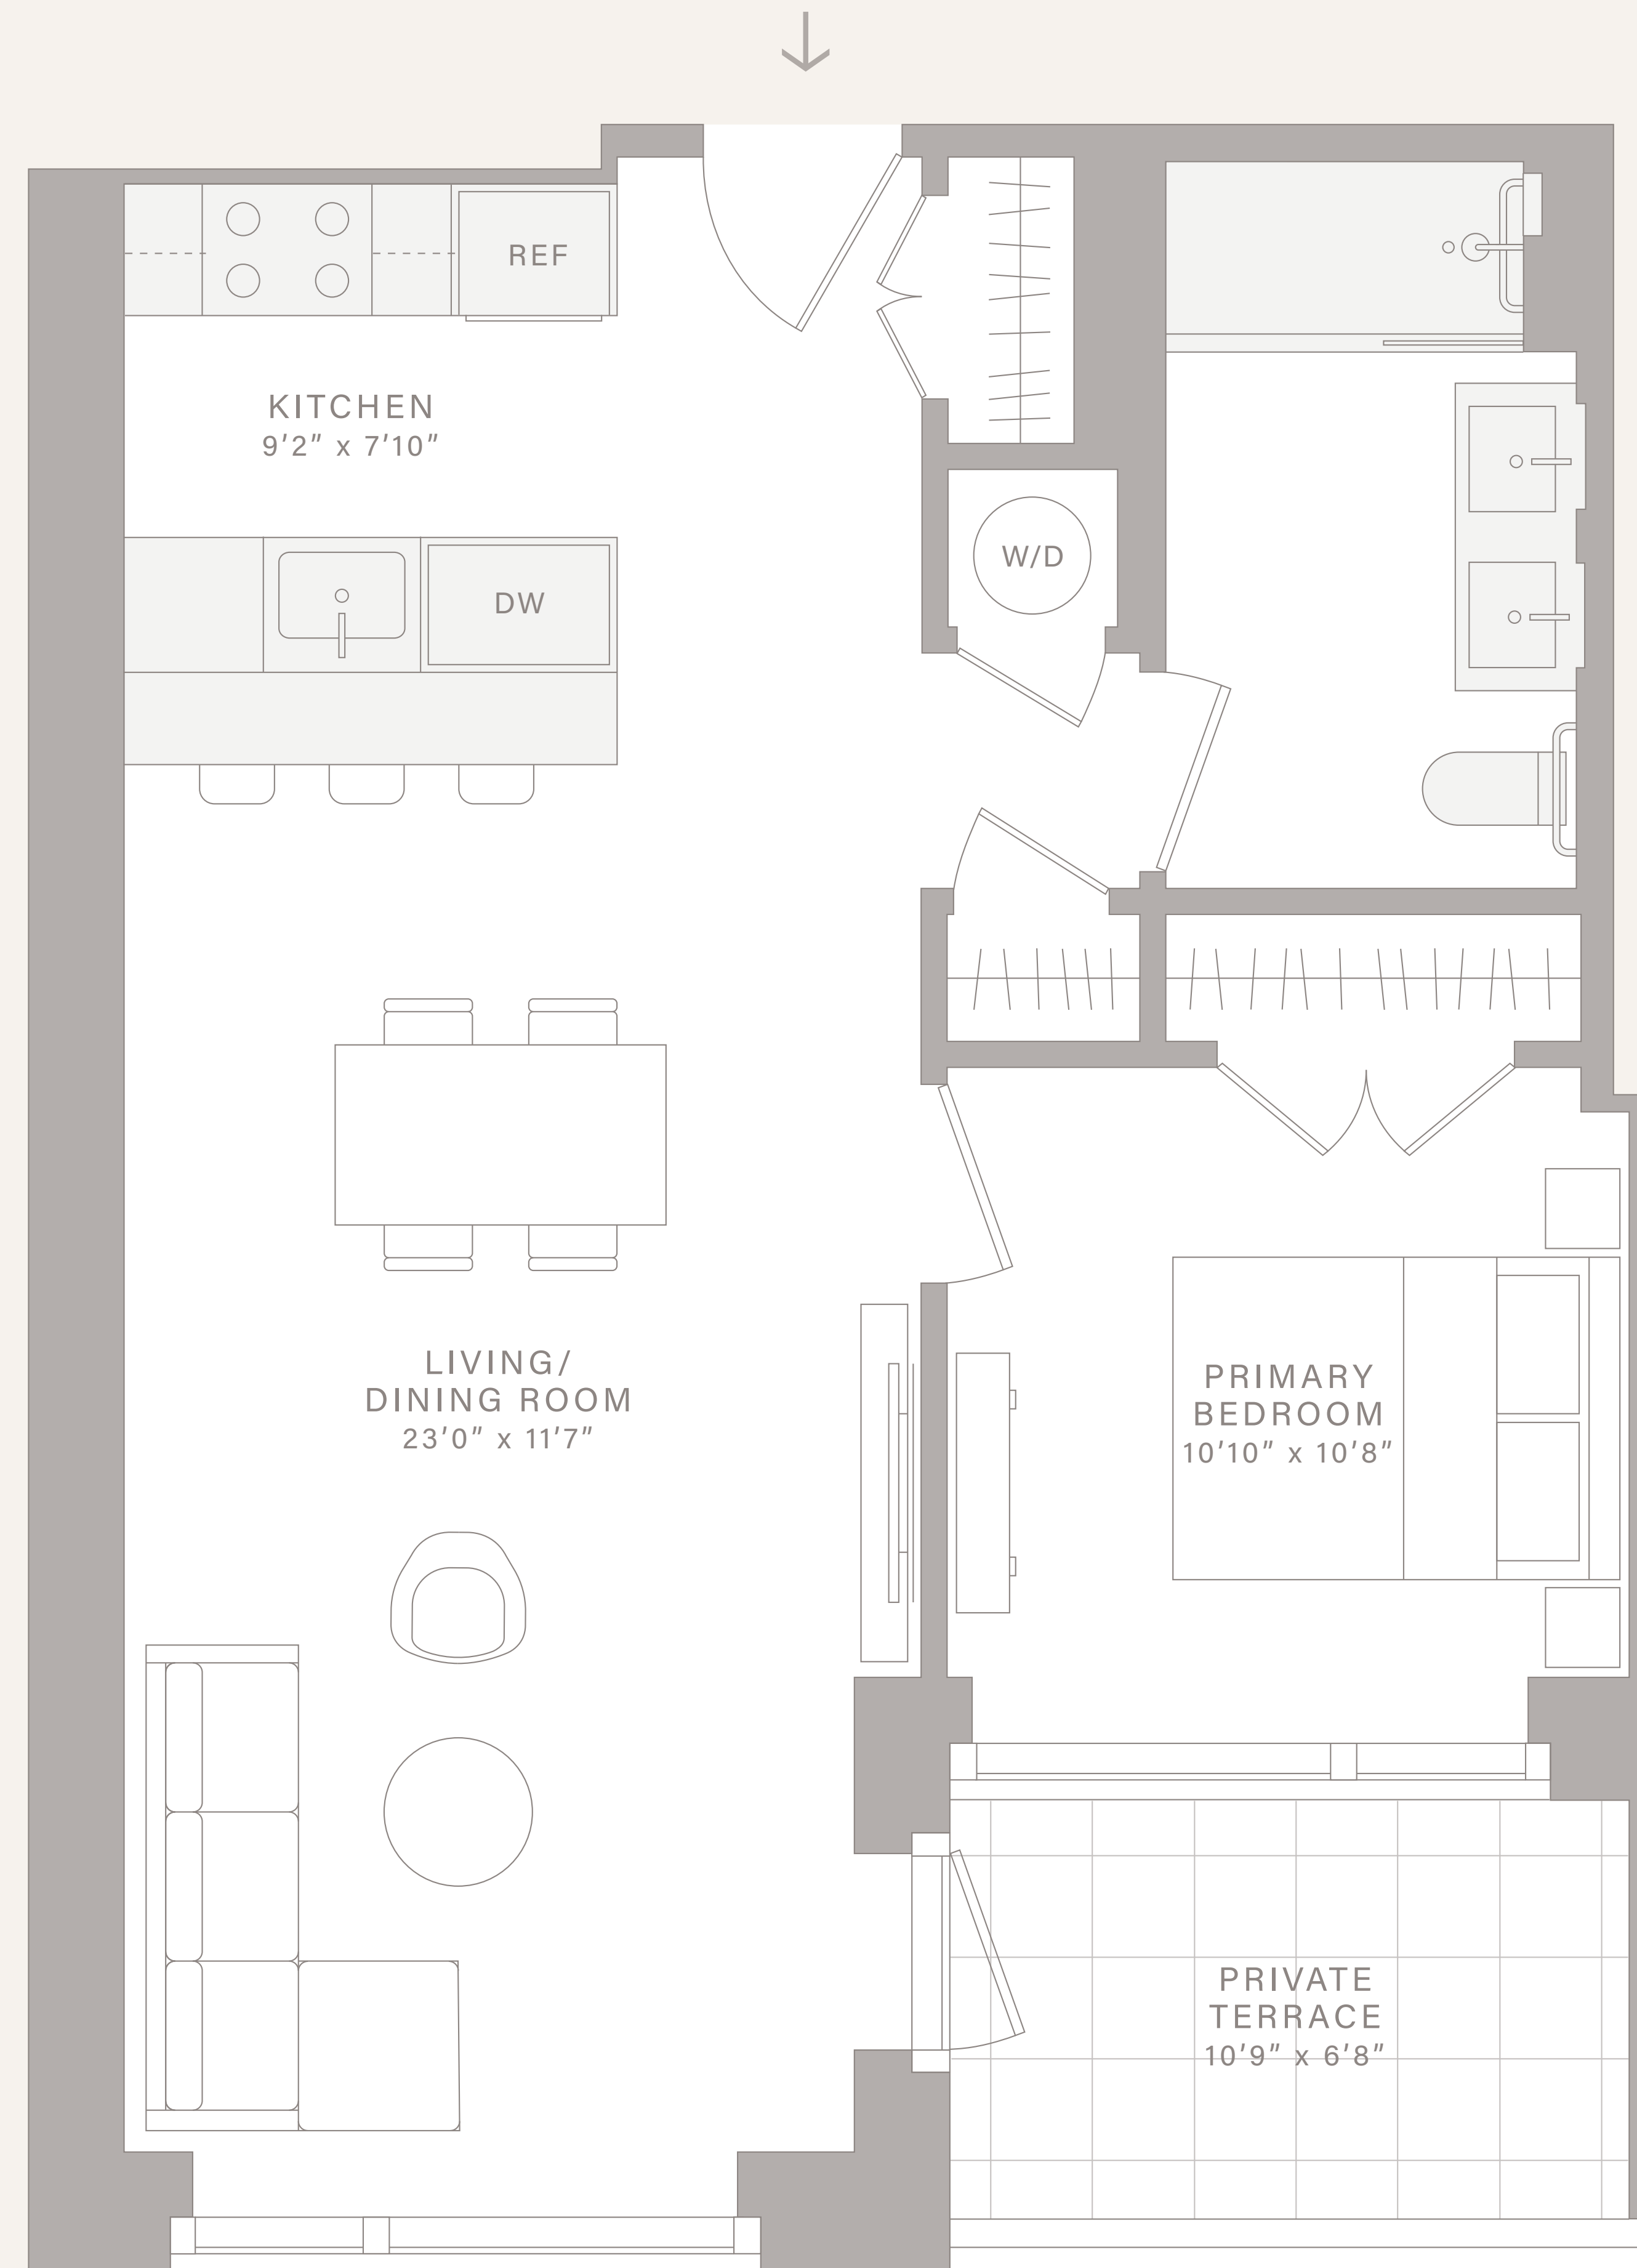 REF
KITCHEN
9’2” x 7’10”
W/D
DW
LIVING/
DINING ROOM
23’0” x 11’7”
PRIMARY
BEDROOM
10’10” x 10’8”
PRIVATE
TERRACE
10’9” x 6’8”